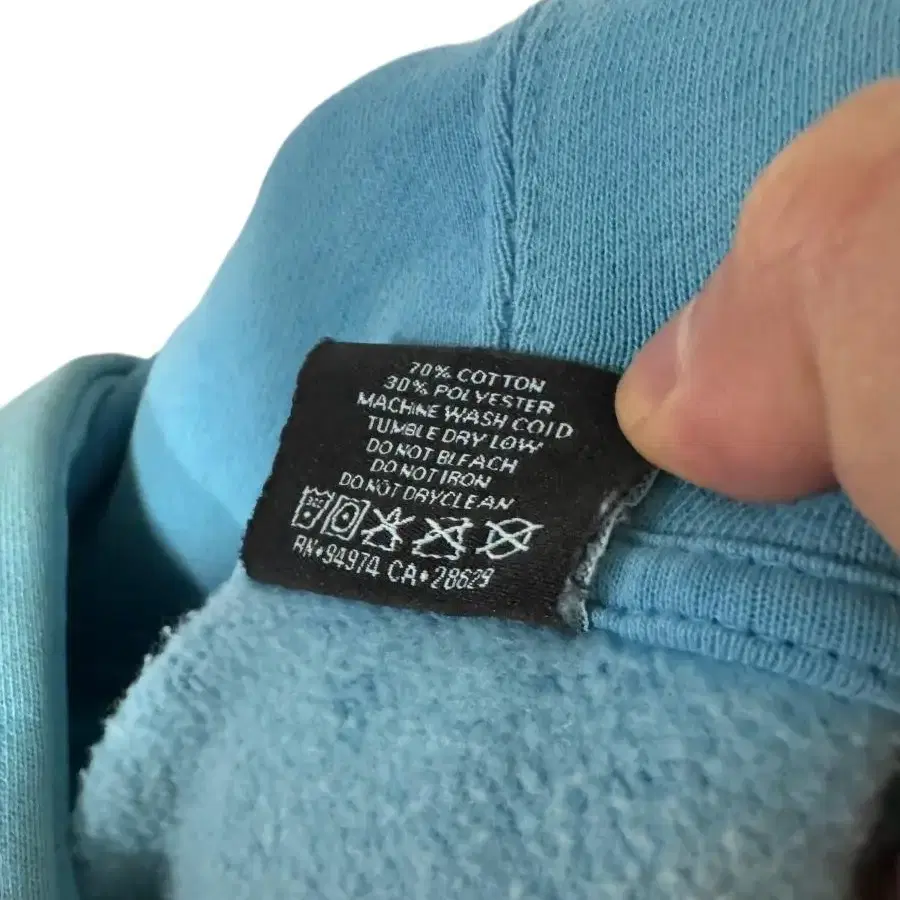 70% COTTON
30% POLYESTER
MACHINE WASH COLD
TUMBLE DRY LOW
DO NOT BLEACH
DO NOT IRON
DO NOT DRYCLEAN
RN•94974 CA•28629